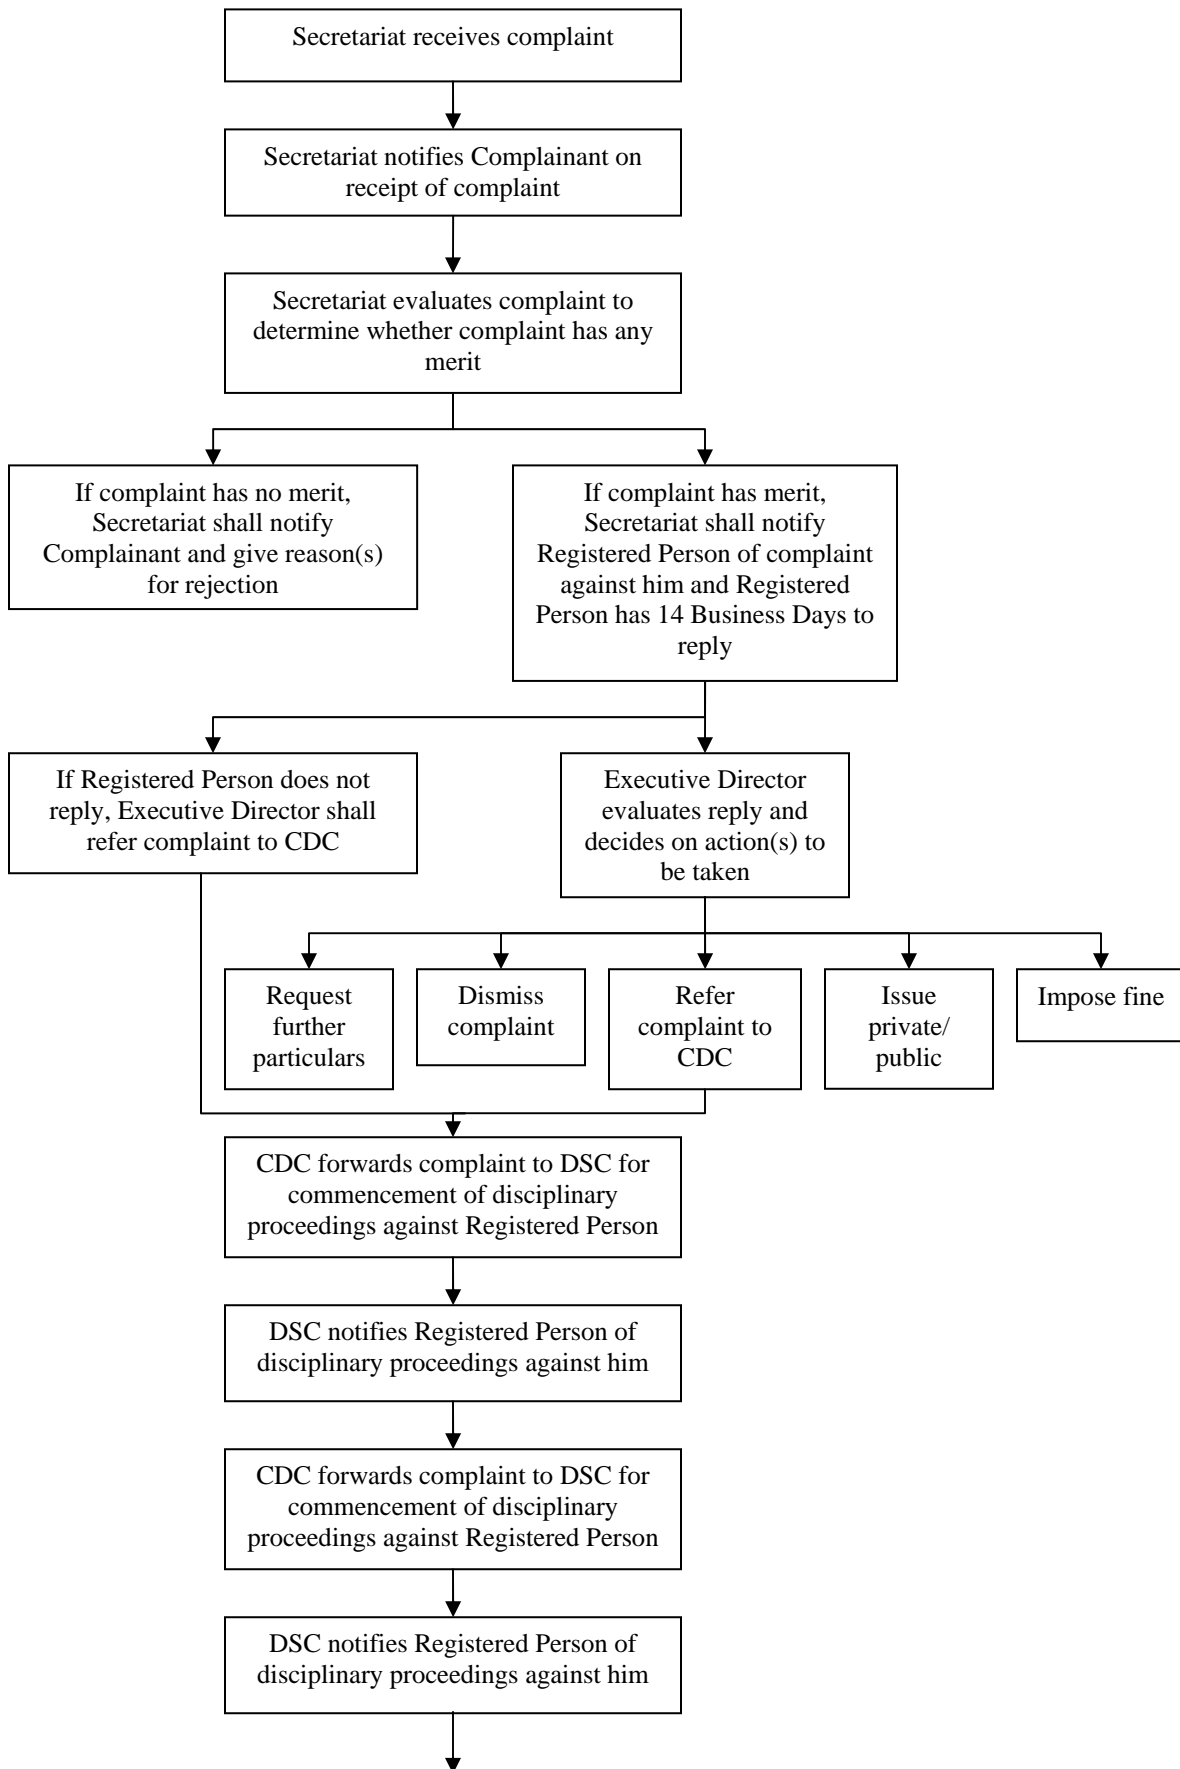 Secretariat receives complaint
Secretariat notifies Complainant on
receipt of complaint
Secretariat evaluates complaint to
determine whether complaint has any
merit
If complaint has no merit,
Secretariat shall notify
Complainant and give reason(s)
for rejection
If complaint has merit,
Secretariat shall notify
Registered Person of complaint
against him and Registered
Person has 14 Business Days to
reply
If Registered Person does not
reply, Executive Director shall
refer complaint to CDC
Executive Director
evaluates reply and
decides on action(s) to
be taken
Request
further
particulars
Dismiss
complaint
Refer
complaint to
CDC
Issue
private/
public
Impose fine
CDC forwards complaint to DSC for
commencement of disciplinary
proceedings against Registered Person
DSC notifies Registered Person of
disciplinary proceedings against him
CDC forwards complaint to DSC for
commencement of disciplinary
proceedings against Registered Person
DSC notifies Registered Person of
disciplinary proceedings against him